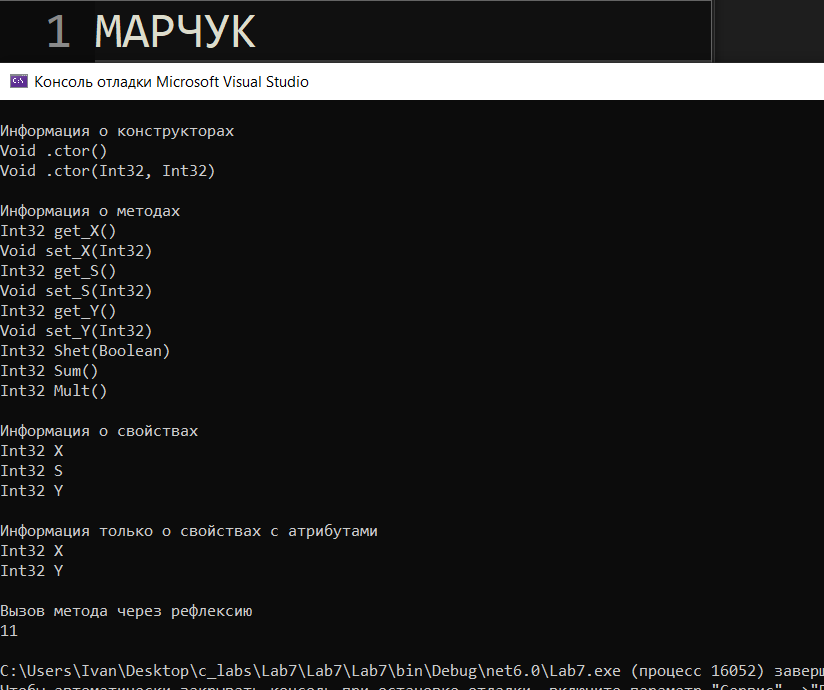 1 МАРЧУК
Консоль отладки Microsoft Visual Studio
Информация о конструкторах
Void .ctor()
Void .ctor(Int32, Int32)
Информация о методах
Int32 get_X()
Void set_X(Int32)
Int32 get_S()
Void set_S(Int32)
Int32 get_Y()
Void set_Y(Int32)
Int32 Shet(Boolean)
Int32 Sum()
Int32 Mult()
Информация о свойствах
Int32 X
Int32 S
Int32 Y
Информация только о свойствах с атрибутами
Int32 X
Int32 Y
Вызов метода через рефлексию
11
C:\Users\Ivan\Desktop\c_labs\Lab7\Lab7\Lab7\bin\Debug\net6.0\Lab7.exe (процесс 16052) завер
Чтобы автоматически закрывать консоль при остановке отладки, включите параметр "Сервис" ->"